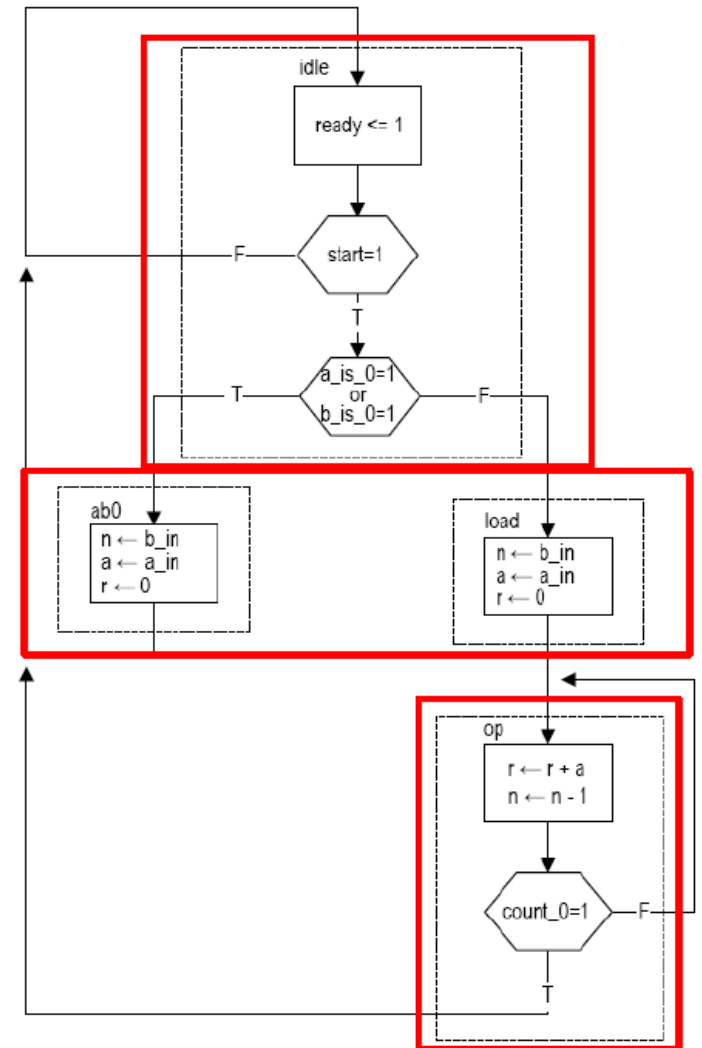 idle
ready <= 1
start=1
F
T
a_is_0=1
or
b_is_0=1
T
F
ab0
n ← b_in
a ← a_in
r ← 0
load
n ← b_in
a ← a_in
r ← 0
op
r ← r + a
n ← n - 1
count_0=1
F
T